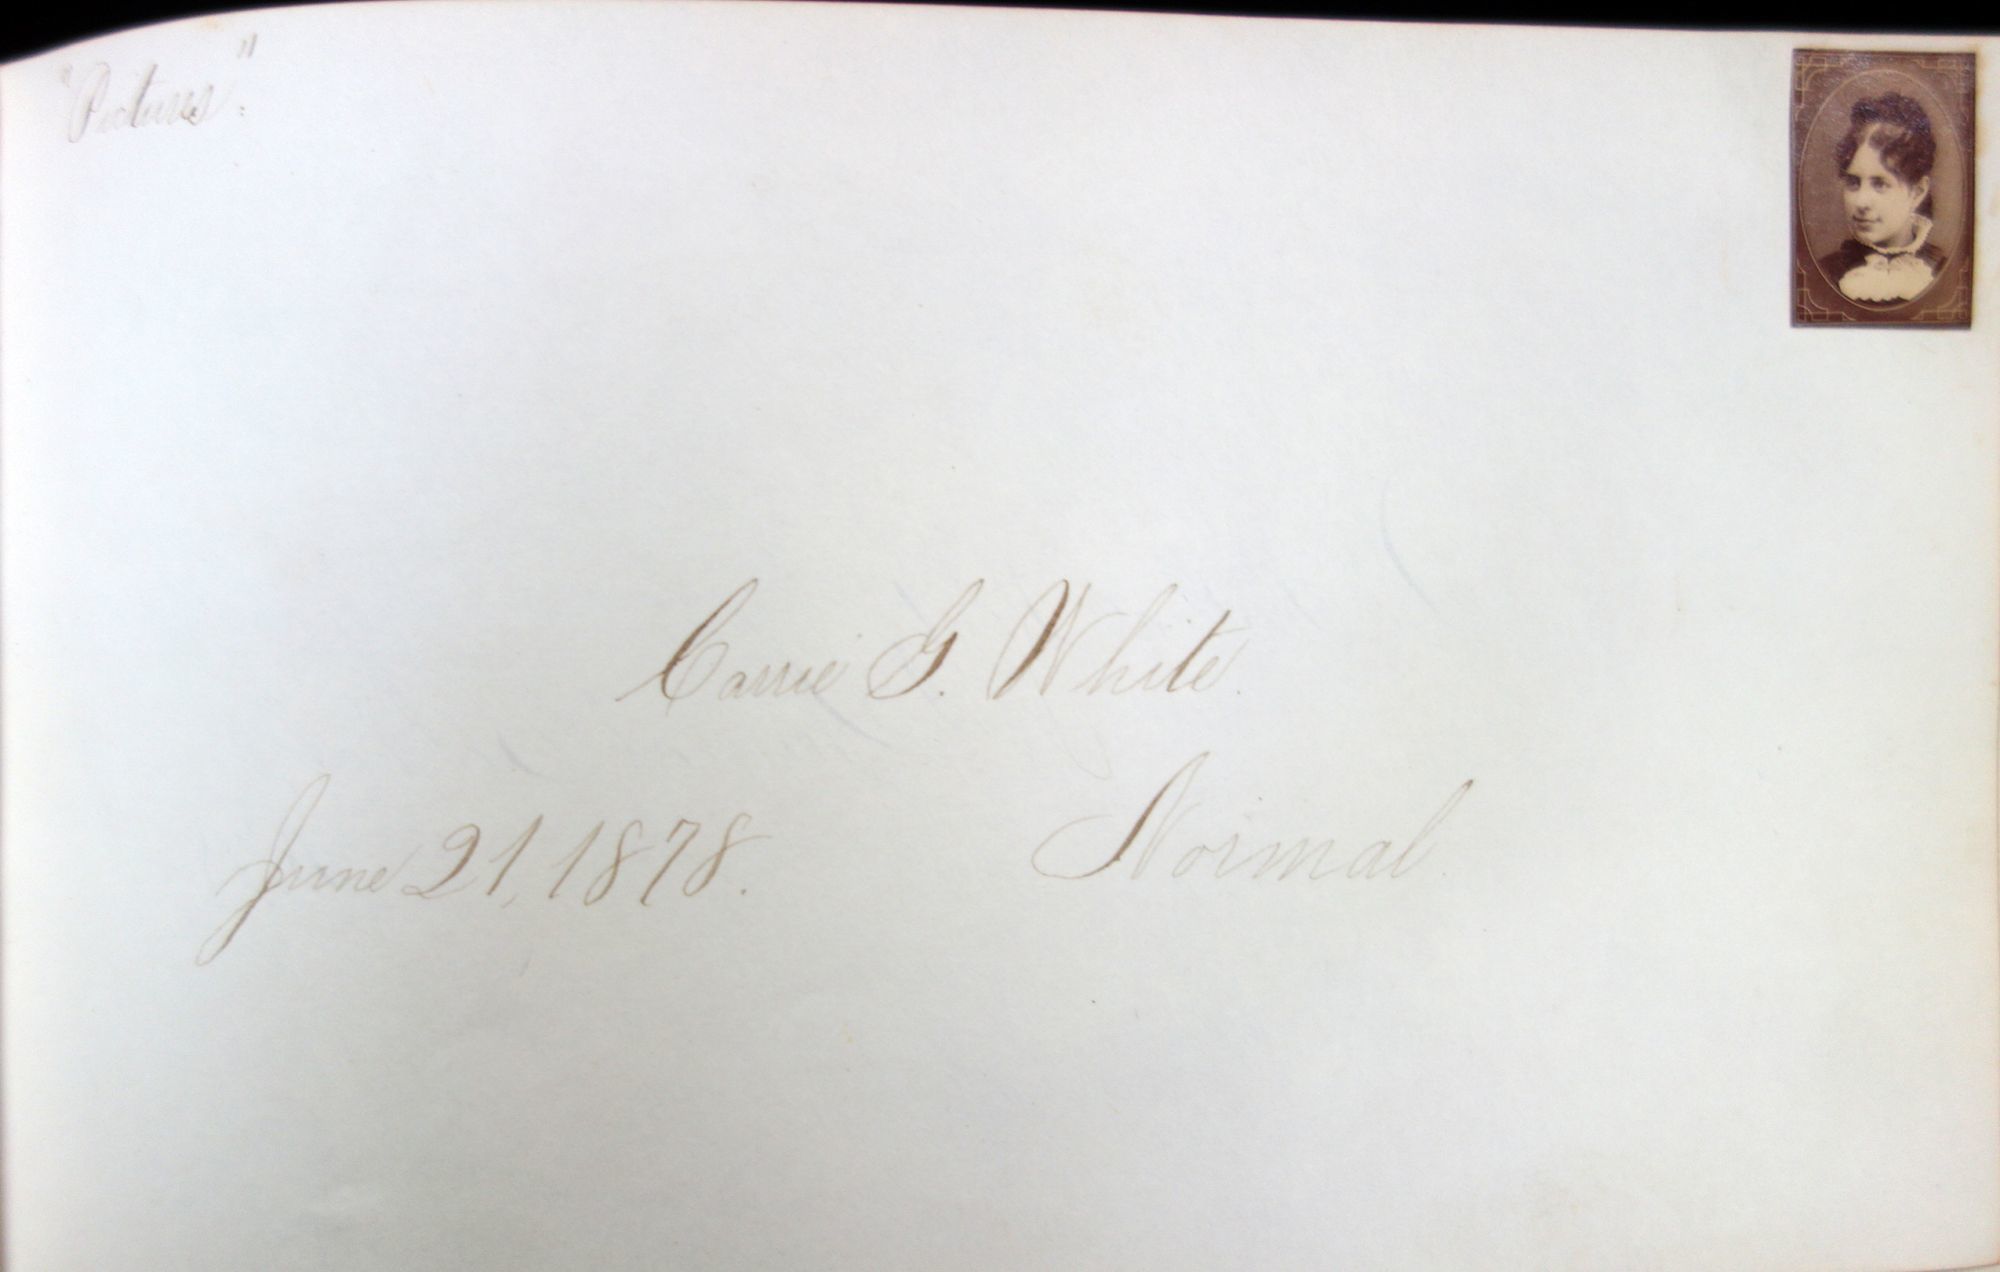 "Pictures".
Carrie G. White.
June 21, 1878. Normal.